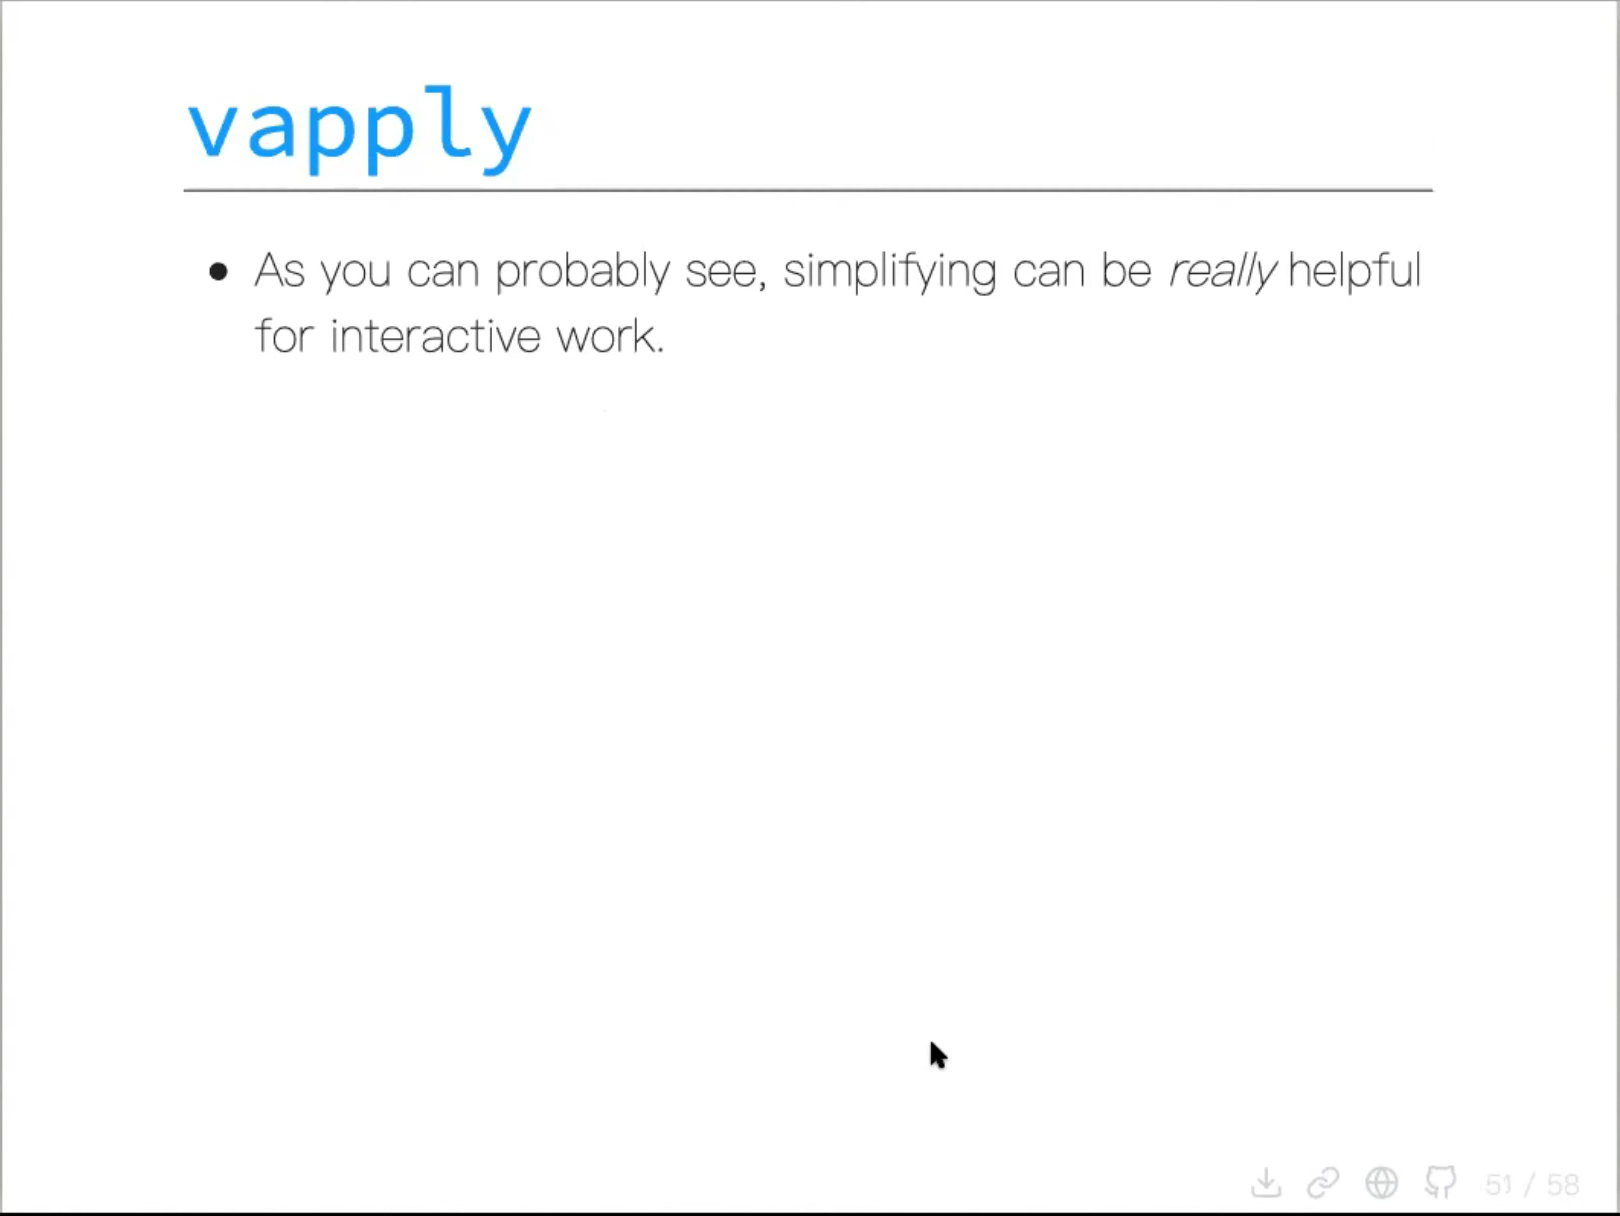 vapply
• As you can probably see, simplifying can be really helpful
for interactive work.
51 / 58